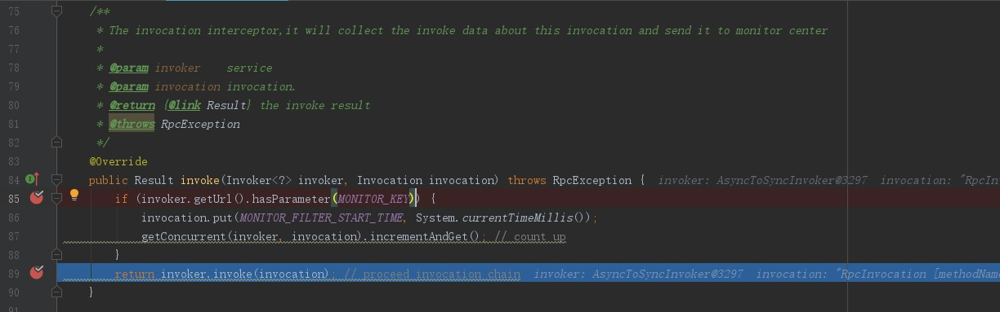 75 /**
76 * The invocation interceptor,it will collect the invoke data about this invocation and send it to monitor center
77 *
78 * @param invoker    service
79 * @param invocation invocation.
80 * @return {@link Result} the invoke result
81 * @throws RpcException
82 */
83 @Override
84 public Result invoke(Invoker<?> invoker, Invocation invocation) throws RpcException {  invoker: AsyncToSyncInvoker@3297  invocation: "RpcIn
85 if (invoker.getUrl().hasParameter(MONITOR_KEY)) {
86 invocation.put(MONITOR_FILTER_START_TIME, System.currentTimeMillis());
87 getConcurrent(invoker, invocation).incrementAndGet(); // count up
88 }
89 return invoker.invoke(invocation); // proceed invocation chain  invoker: AsyncToSyncInvoker@3297  invocation: "RpcInvocation [methodNam
90 }
91